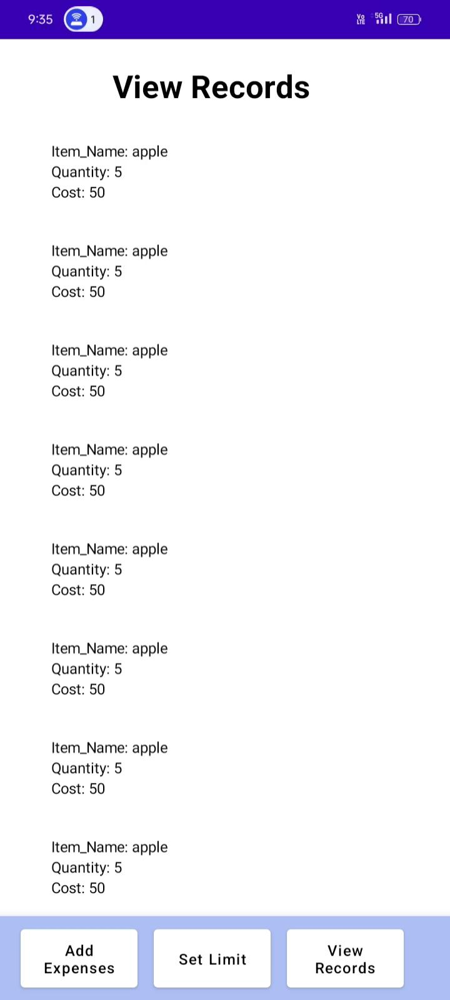 9:35 1 Vo LTE 5G 70
View Records
Item_Name: apple
Quantity: 5
Cost: 50
Item_Name: apple
Quantity: 5
Cost: 50
Item_Name: apple
Quantity: 5
Cost: 50
Item_Name: apple
Quantity: 5
Cost: 50
Item_Name: apple
Quantity: 5
Cost: 50
Item_Name: apple
Quantity: 5
Cost: 50
Item_Name: apple
Quantity: 5
Cost: 50
Item_Name: apple
Quantity: 5
Cost: 50
Add
Expenses
Set Limit
View
Records